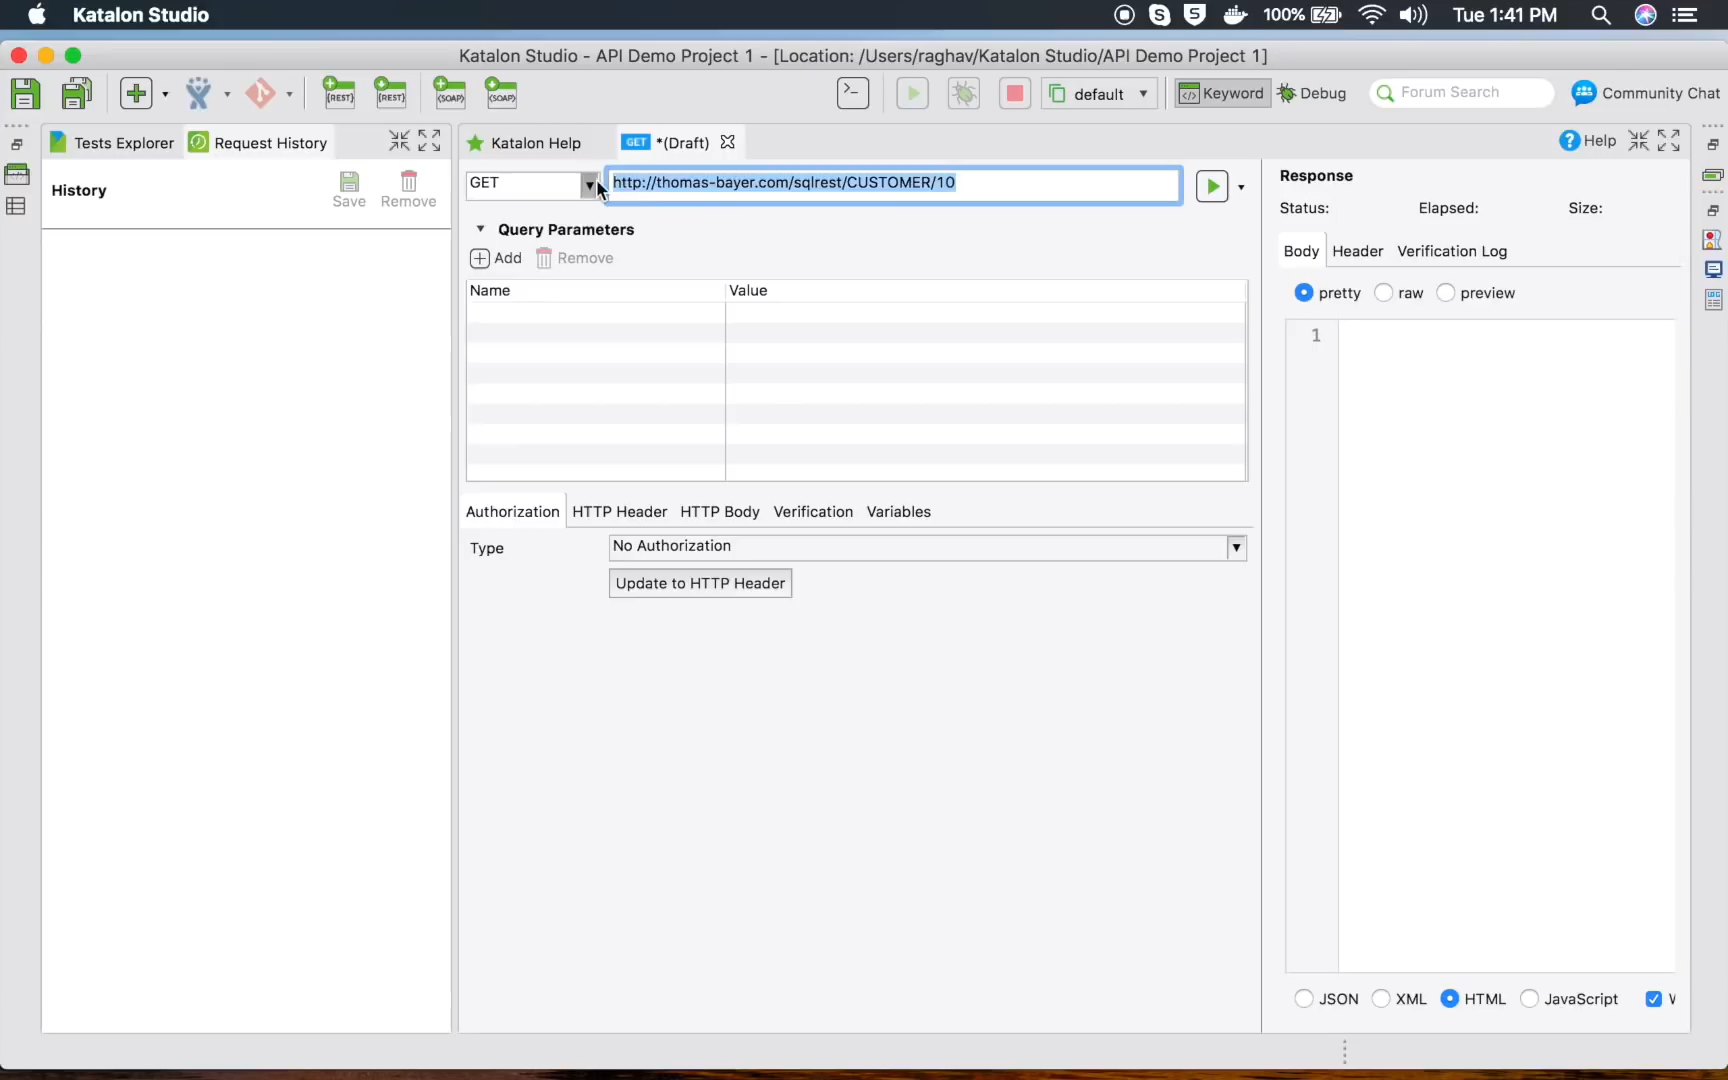 Katalon Studio
100%
Tue 1:41 PM
Katalon Studio - API Demo Project 1 - [Location: /Users/raghav/Katalon Studio/API Demo Project 1]
REST
REST
SOAP
SOAP
default
Keyword
Debug
Forum Search
Community Chat
Tests Explorer
Request History
Katalon Help
GET *(Draft)
Help
History
Save
Remove
GET
http://thomas-bayer.com/sqlrest/CUSTOMER/10
Query Parameters
Add
Remove
Name
Value
Authorization
HTTP Header
HTTP Body
Verification
Variables
Type
No Authorization
Update to HTTP Header
Response
Status:
Elapsed:
Size:
Body
Header
Verification Log
pretty
raw
preview
1
JSON
XML
HTML
JavaScript